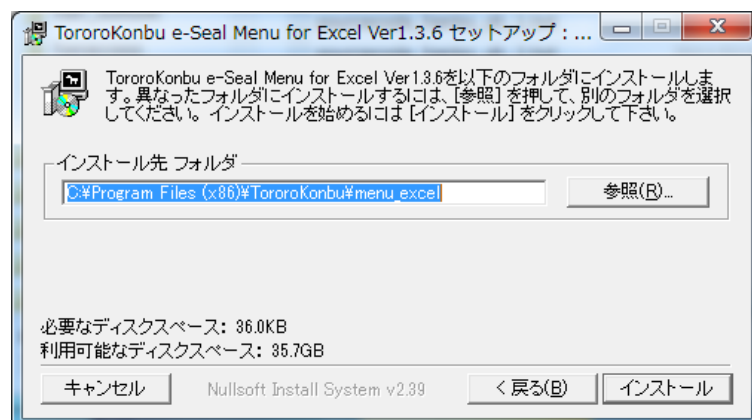 TororoKonbu e-Seal Menu for Excel Ver1.3.6 セットアップ : ...
TororoKonbu e-Seal Menu for Excel Ver1.3.6を以下のフォルダにインストールしま
す。異なったフォルダにインストールするには、[参照] を押して、別のフォルダを選択
してください。インストールを始めるには [インストール] をクリックして下さい。
インストール先 フォルダ
C:¥Program Files (x86)¥TororoKonbu¥menu_excel
参照(R)...
必要なディスクスペース: 36.0KB
利用可能なディスクスペース: 35.7GB
キャンセル
Nullsoft Install System v2.39
< 戻る(B)
インストール